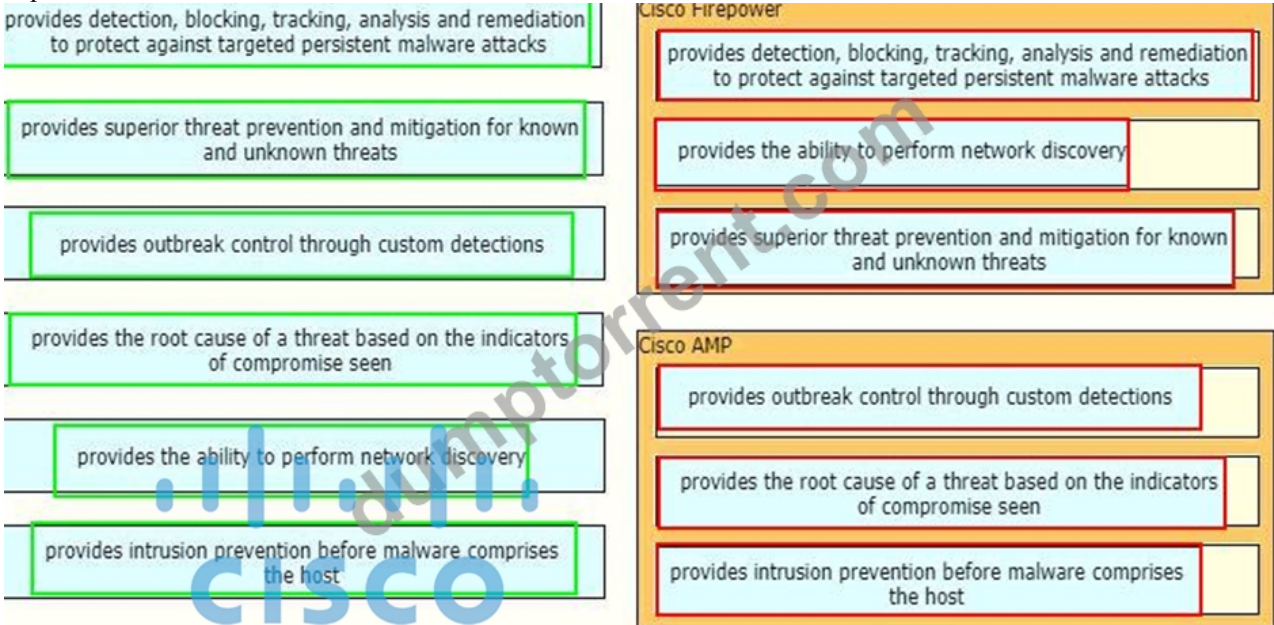 provides detection, blocking, tracking, analysis and remediation
to protect against targeted persistent malware attacks
provides superior threat prevention and mitigation for known
and unknown threats
provides outbreak control through custom detections
provides the root cause of a threat based on the indicators
of compromise seen
provides the ability to perform network discovery
provides intrusion prevention before malware comprises
the host
CISCO
Cisco Firepower
provides detection, blocking, tracking, analysis and remediation
to protect against targeted persistent malware attacks
provides the ability to perform network discovery
provides superior threat prevention and mitigation for known
and unknown threats
Cisco AMP
provides outbreak control through custom detections
provides the root cause of a threat based on the indicators
of compromise seen
provides intrusion prevention before malware comprises
the host
dumptorrent.com